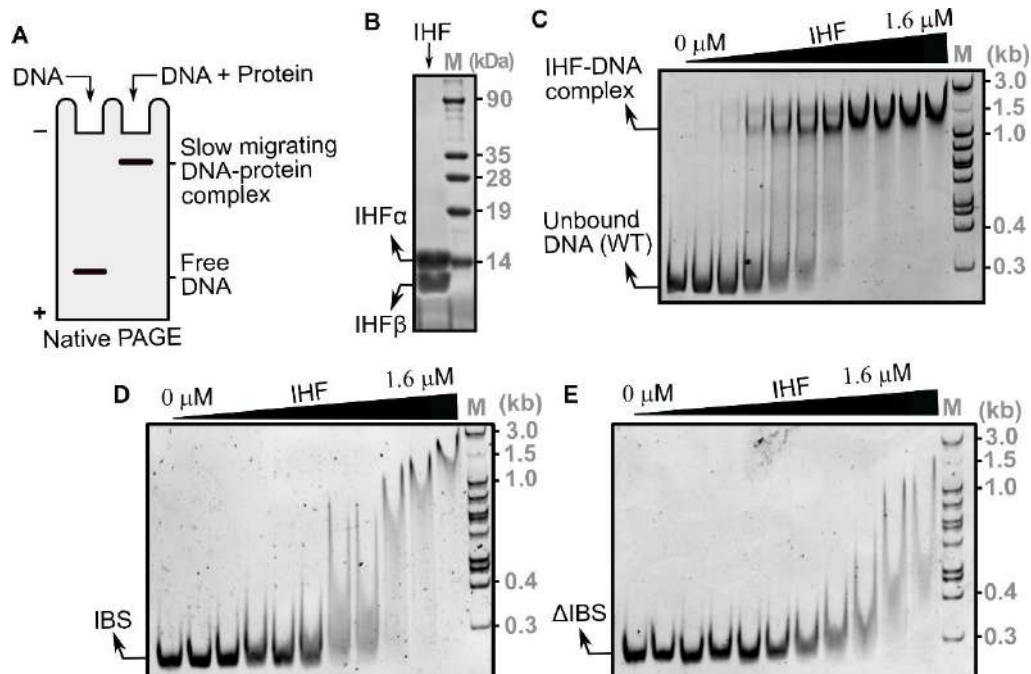 A
DNA
DNA + Protein
–
Slow migrating
DNA-protein
complex
Free
DNA
+
Native PAGE
B
IHF
M (kDa)
90
35
28
19
14
IHFα
IHFβ
C
0 μM
IHF
1.6 μM
M
(kb)
IHF-DNA
complex
3.0
1.5
1.0
Unbound
DNA (WT)
0.4
0.3
D
0 μM
IHF
1.6 μM
M
(kb)
3.0
1.5
1.0
0.4
0.3
IBS
E
0 μM
IHF
1.6 μM
M
(kb)
3.0
1.5
1.0
0.4
0.3
ΔIBS